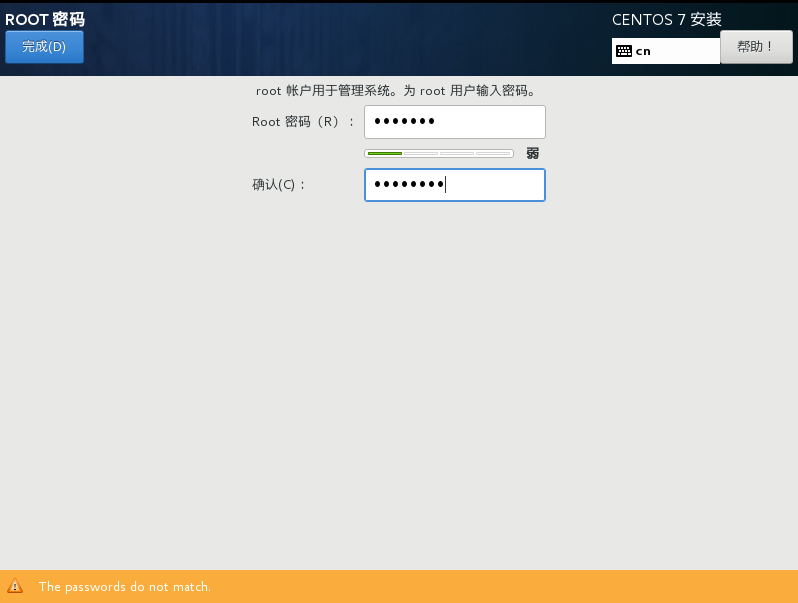 ROOT 密码
CENTOS 7 安装
完成(D)
cn
帮助！
root 帐户用于管理系统。为 root 用户输入密码。
Root 密码（R）：
•••••••
弱
确认(C)：
••••••••
The passwords do not match.